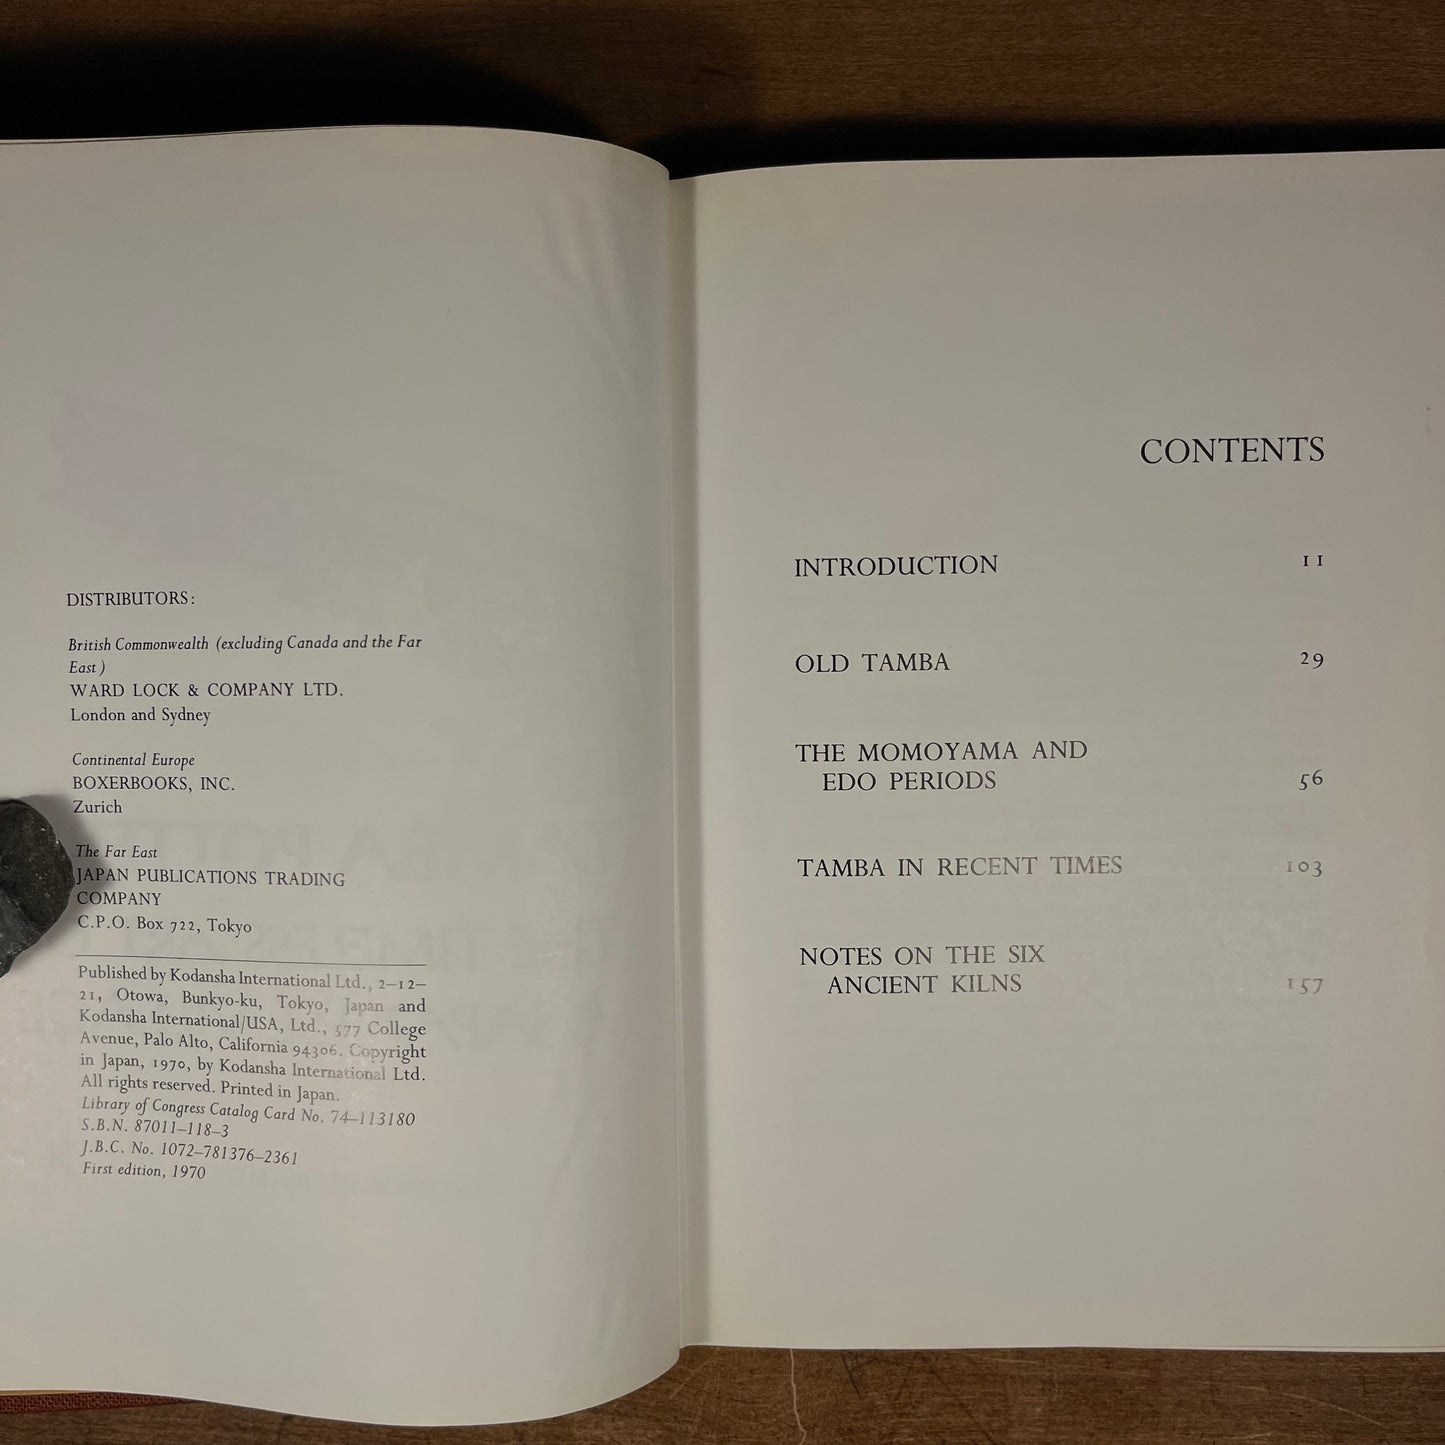 DISTRIBUTORS:
British Commonwealth (excluding Canada and the Far
East)
WARD LOCK & COMPANY LTD.
London and Sydney
Continental Europe
BOXERBOOKS, INC.
Zurich
The Far East
JAPAN PUBLICATIONS TRADING
COMPANY
C.P.O. Box 722, Tokyo
Published by Kodansha International Ltd., 2–12–
21, Otowa, Bunkyo-ku, Tokyo, Japan and
Kodansha International/USA, Ltd., 577 College
Avenue, Palo Alto, California 94306. Copyright
in Japan, 1970, by Kodansha International Ltd.
All rights reserved. Printed in Japan.
Library of Congress Catalog Card No. 74–113180
S.B.N. 87011–118–3
J.B.C. No. 1072–781376–2361
First edition, 1970
CONTENTS
INTRODUCTION 11
OLD TAMBA 29
THE MOMOYAMA AND
EDO PERIODS 56
TAMBA IN RECENT TIMES 103
NOTES ON THE SIX
ANCIENT KILNS 157